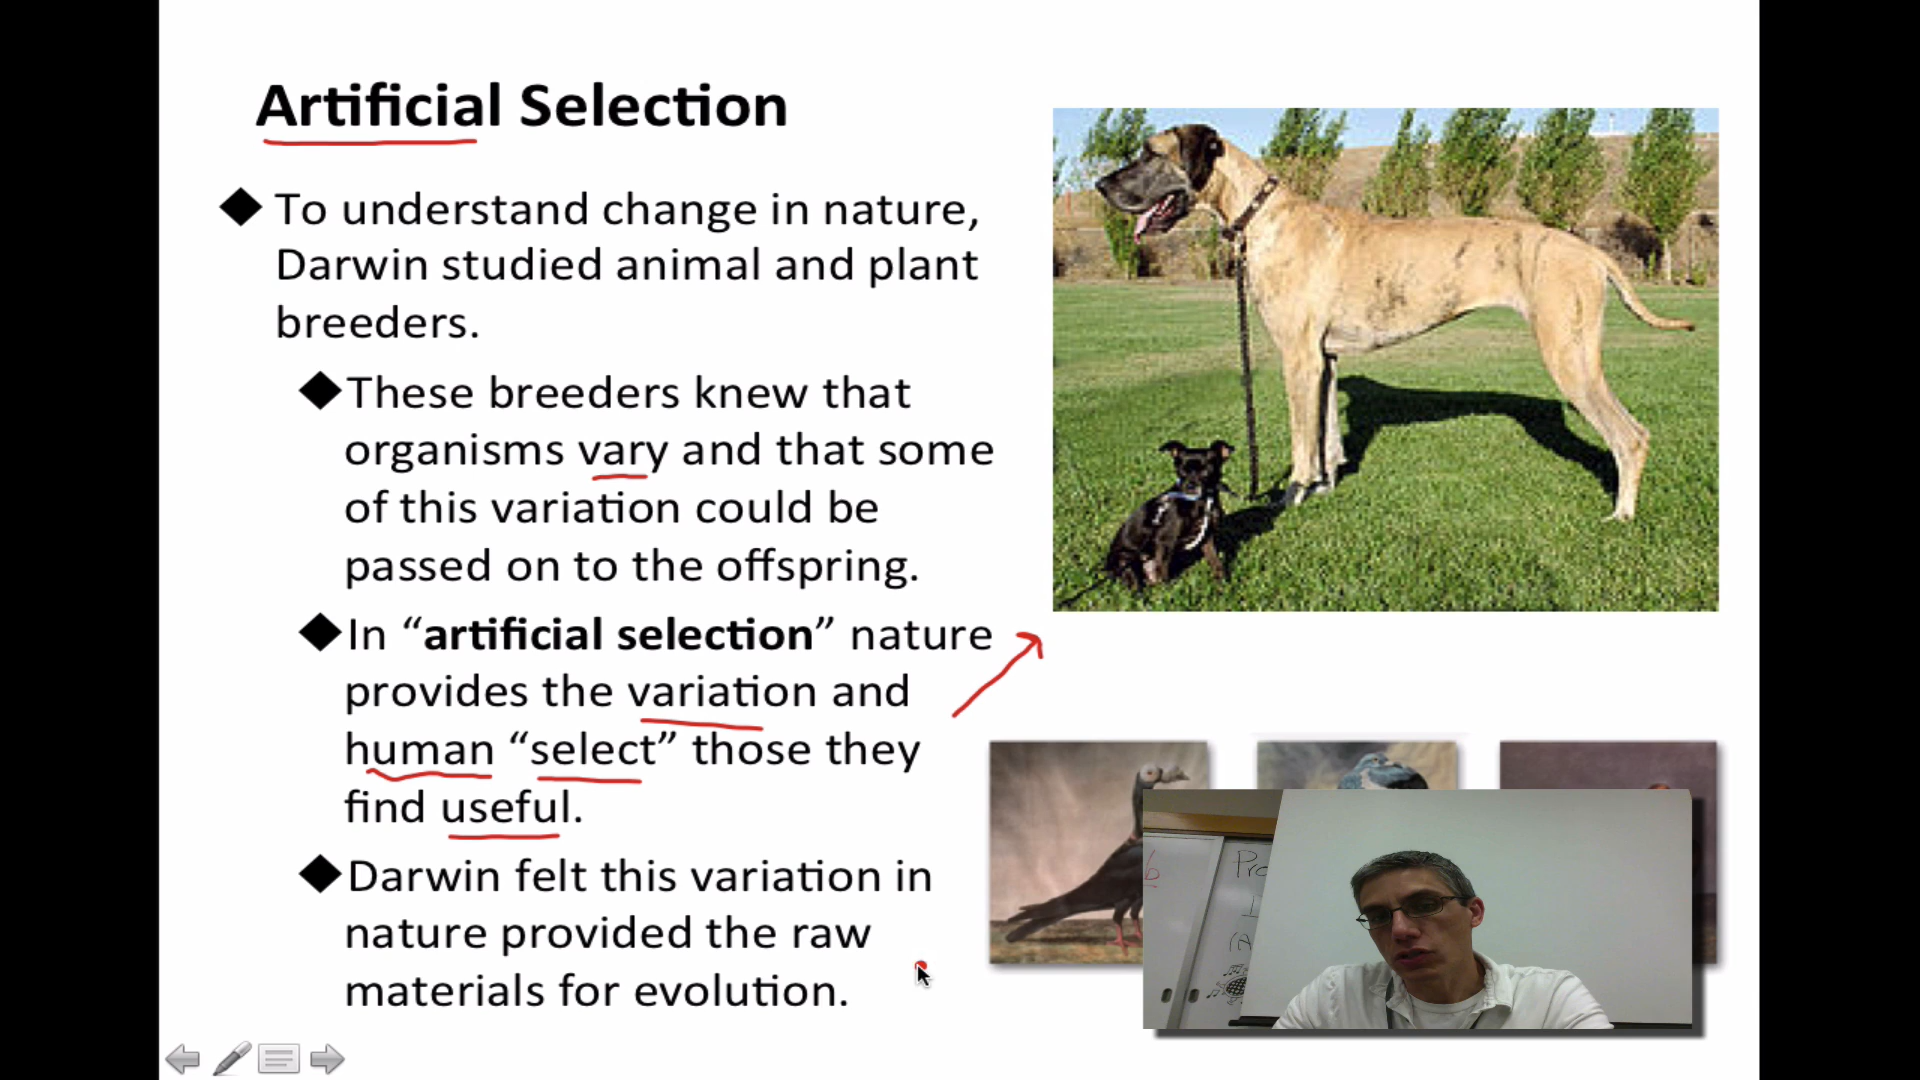 Artificial Selection
To understand change in nature,
Darwin studied animal and plant
breeders.
These breeders knew that
organisms vary and that some
of this variation could be
passed on to the offspring.
In “artificial selection” nature
provides the variation and
human “select” those they
find useful.
Darwin felt this variation in
nature provided the raw
materials for evolution.